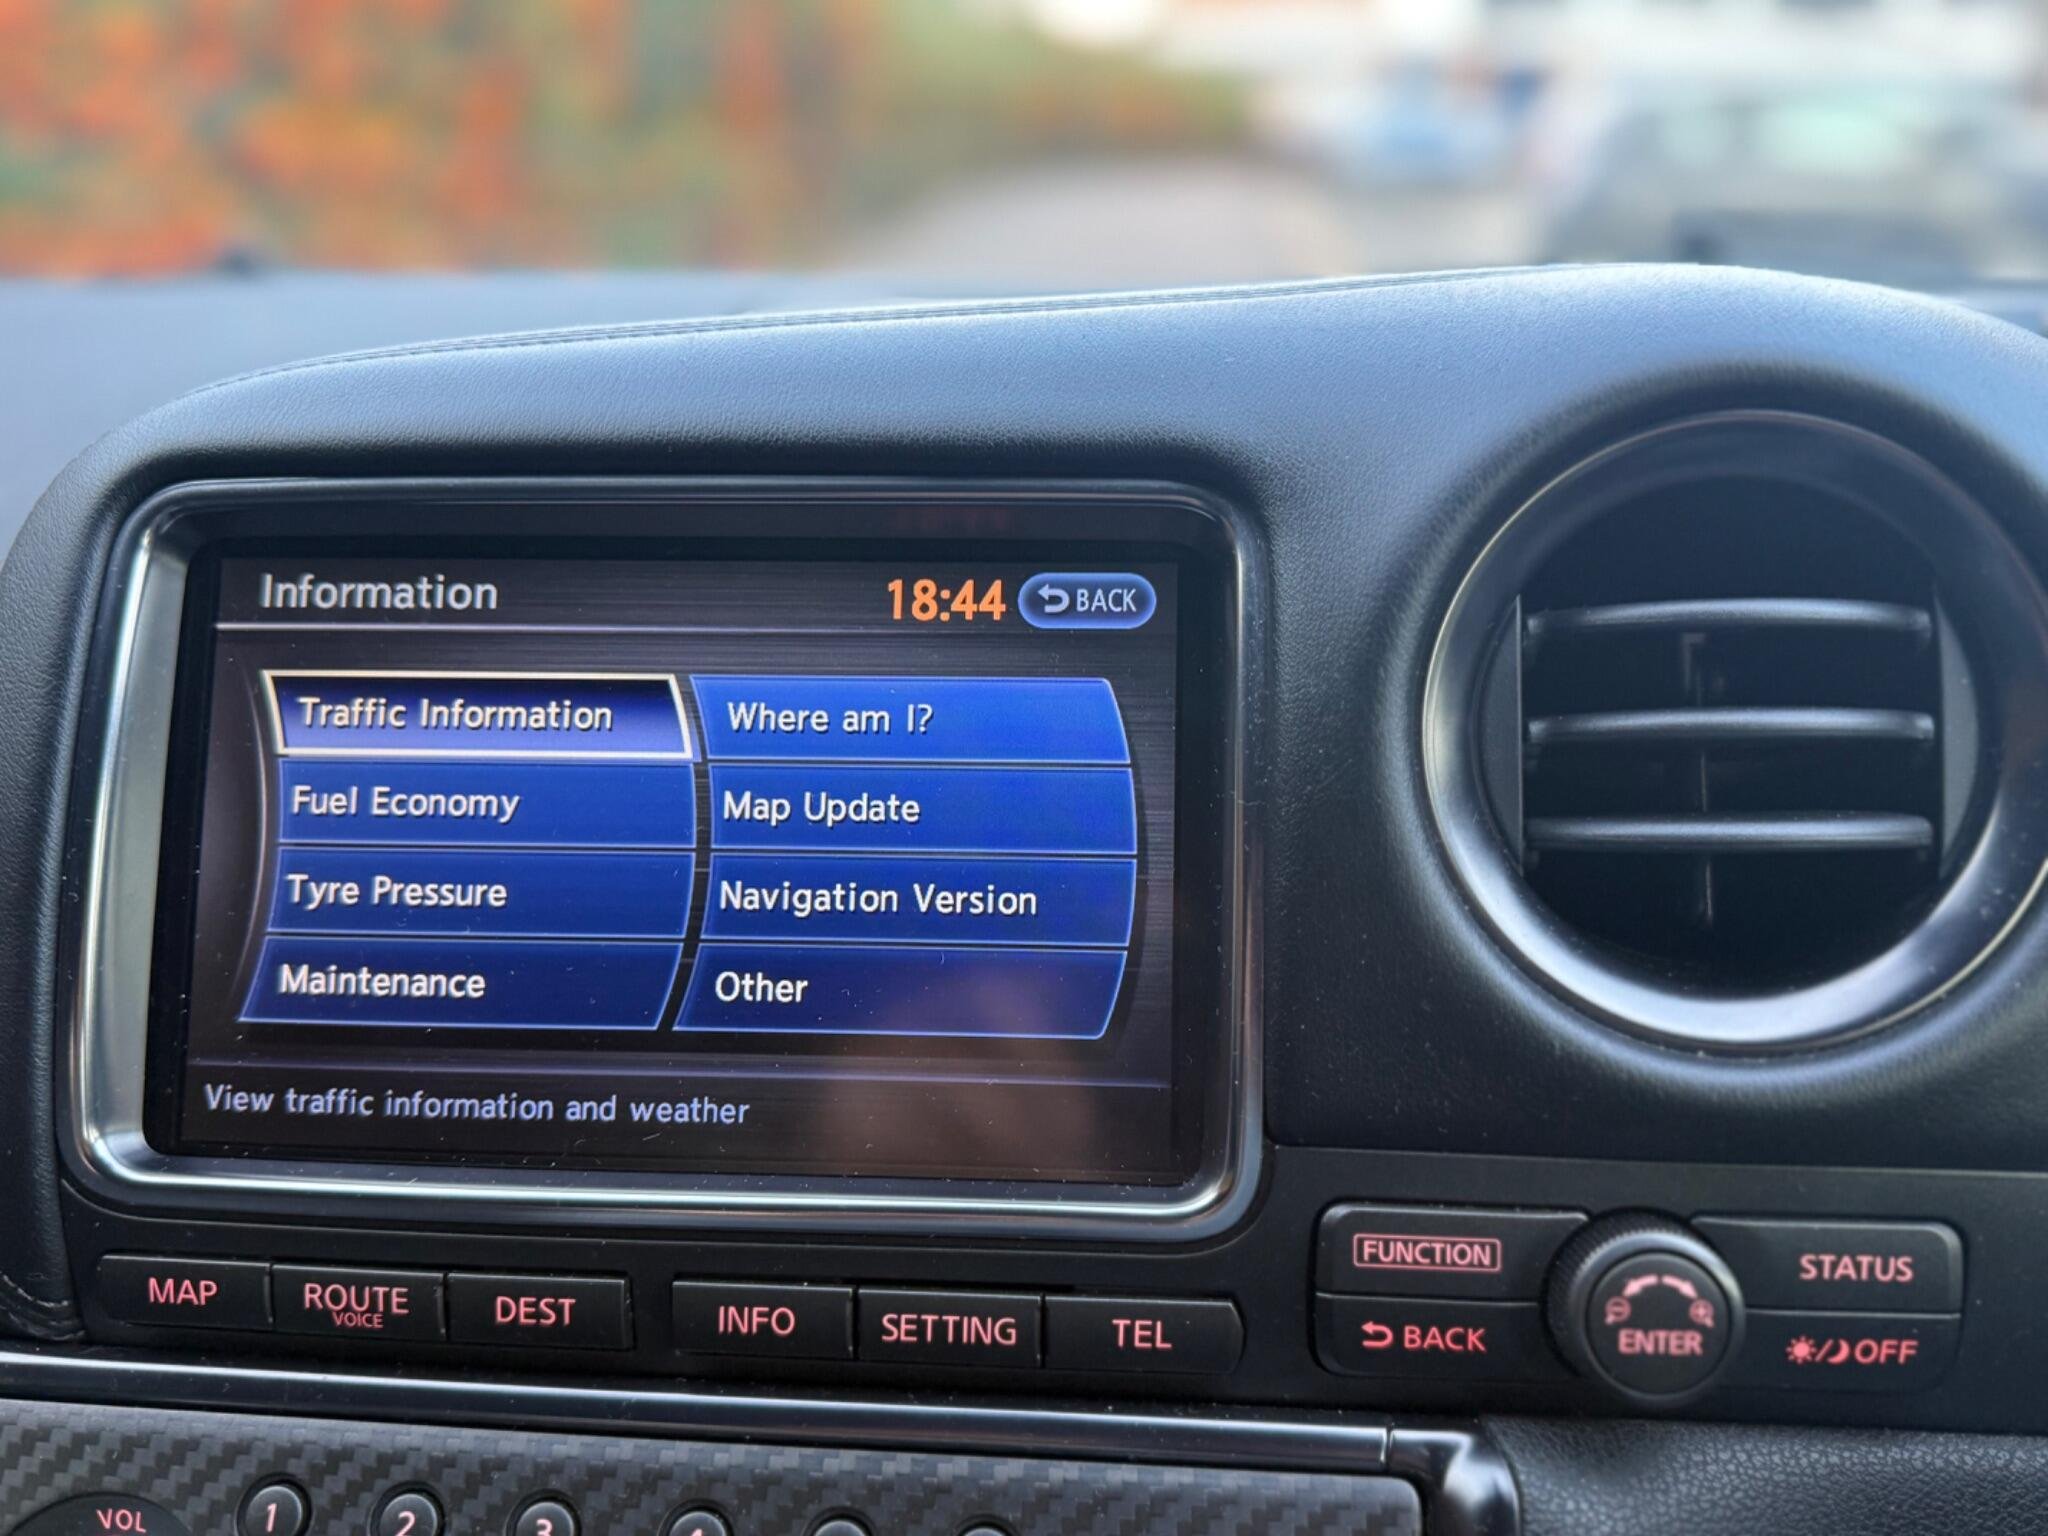 Information
18:44
BACK
Traffic Information
Where am I?
Fuel Economy
Map Update
Tyre Pressure
Navigation Version
Maintenance
Other
View traffic information and weather
MAP
ROUTE
VOICE
DEST
INFO
SETTING
TEL
FUNCTION
STATUS
BACK
ENTER
OFF
VOL
1
2
3
4